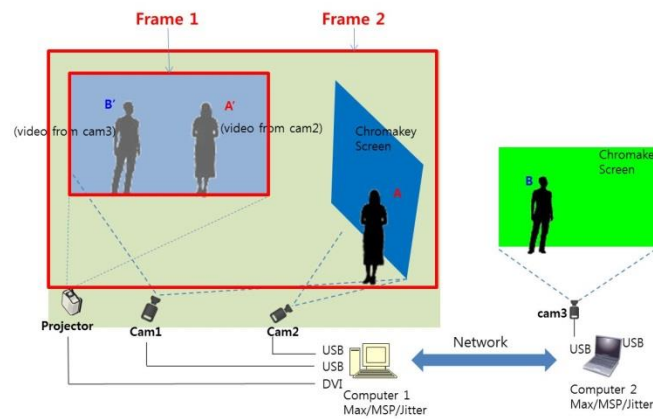 Frame 1
Frame 2
B'
A'
(video from cam3)
(video from cam2)
Chromakey
Screen
A
Chromakey
Screen
B
Projector
Cam1
Cam2
cam3
USB
USB
DVI
Computer 1
Max/MSP/Jitter
Network
USB
USB
Computer 2
Max/MSP/Jitter